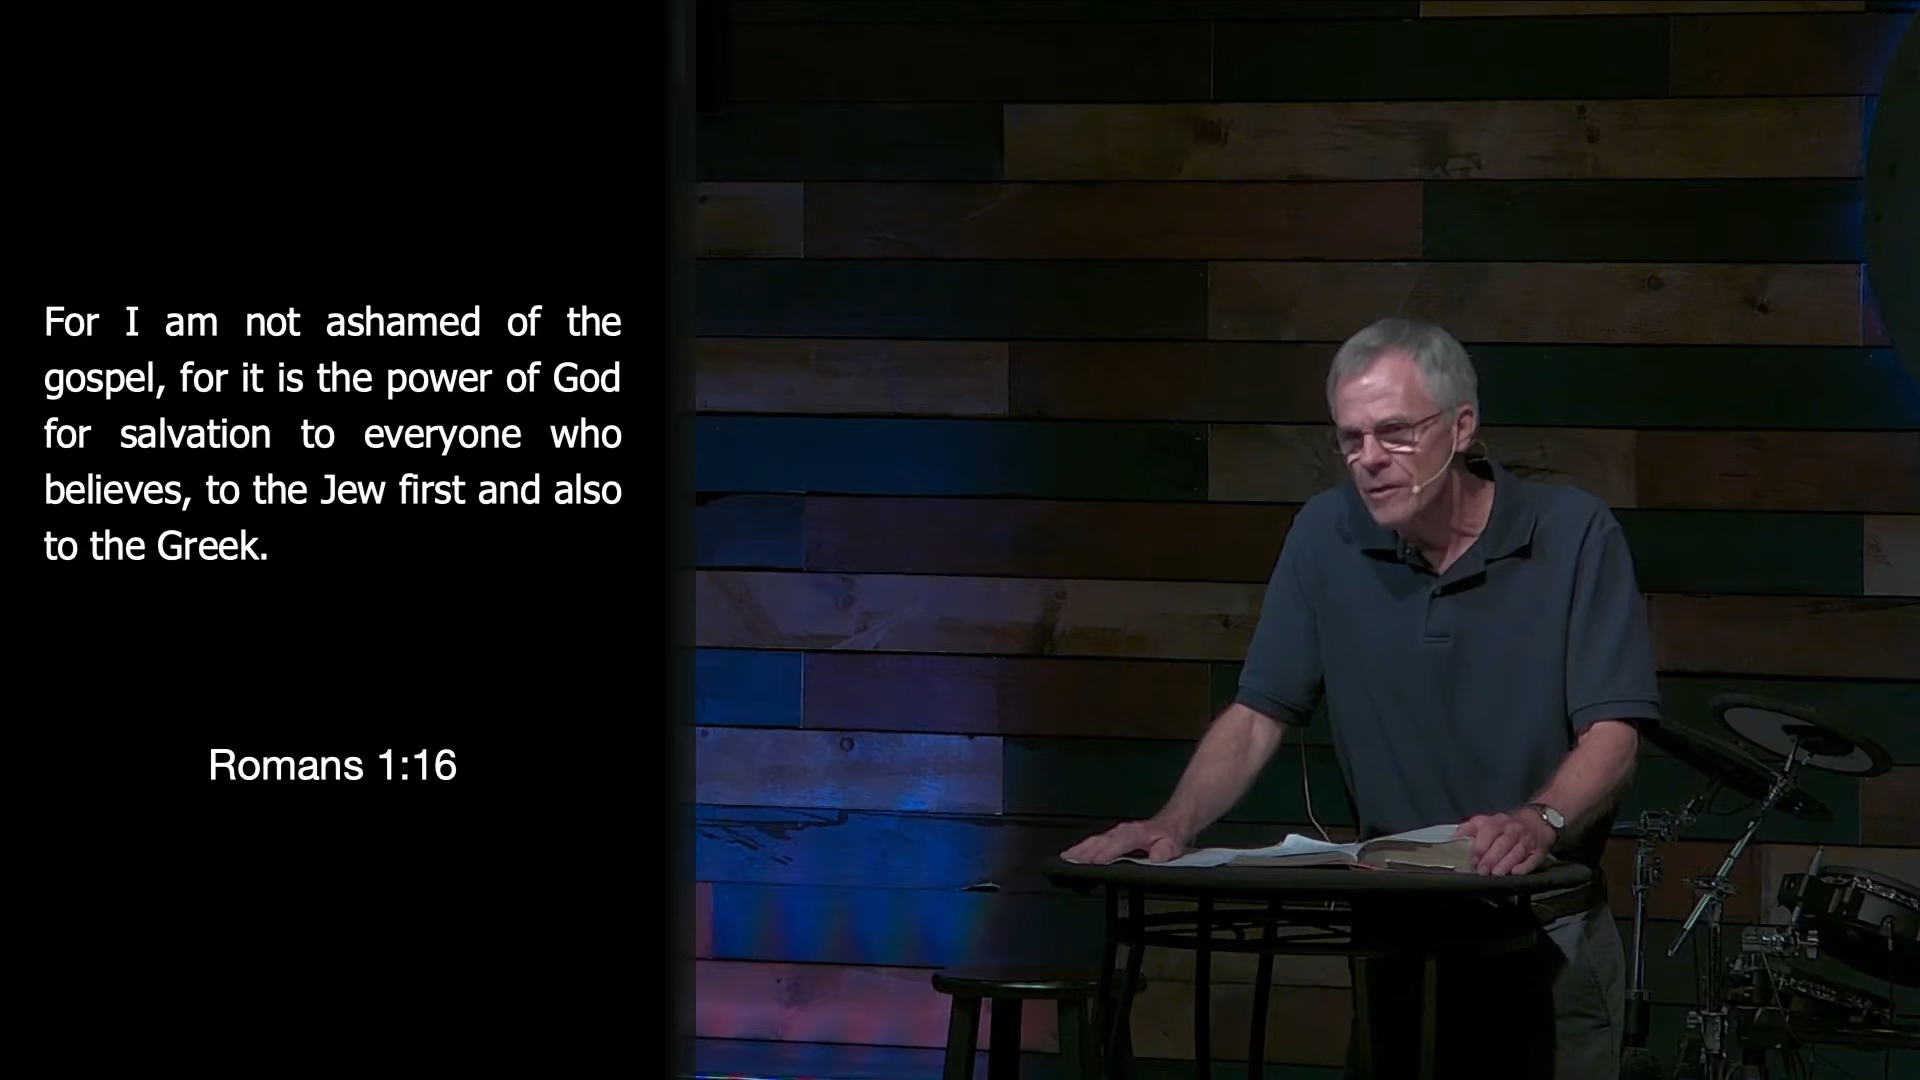 For I am not ashamed of the
gospel, for it is the power of God
for salvation to everyone who
believes, to the Jew first and also
to the Greek.
Romans 1:16